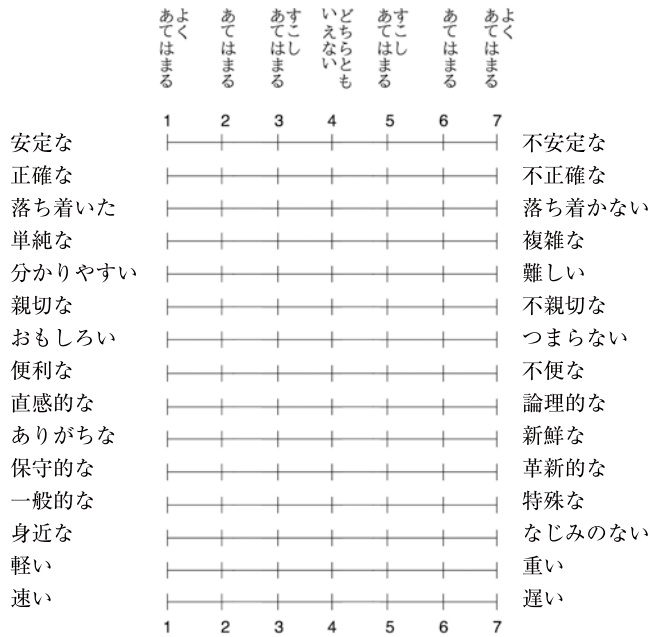 よく
あてはまる
あてはまる
すこし
あてはまる
どちらとも
いえない
すこし
あてはまる
あてはまる
よく
あてはまる
1 2 3 4 5 6 7
安定な 不安定な
正確な 不正確な
落ち着いた 落ち着かない
単純な 複雑な
分かりやすい 難しい
親切な 不親切な
おもしろい つまらない
便利な 不便な
直感的な 論理的な
ありがちな 新鮮な
保守的な 革新的な
一般的な 特殊な
身近な なじみのない
軽い 重い
速い 遅い
1 2 3 4 5 6 7